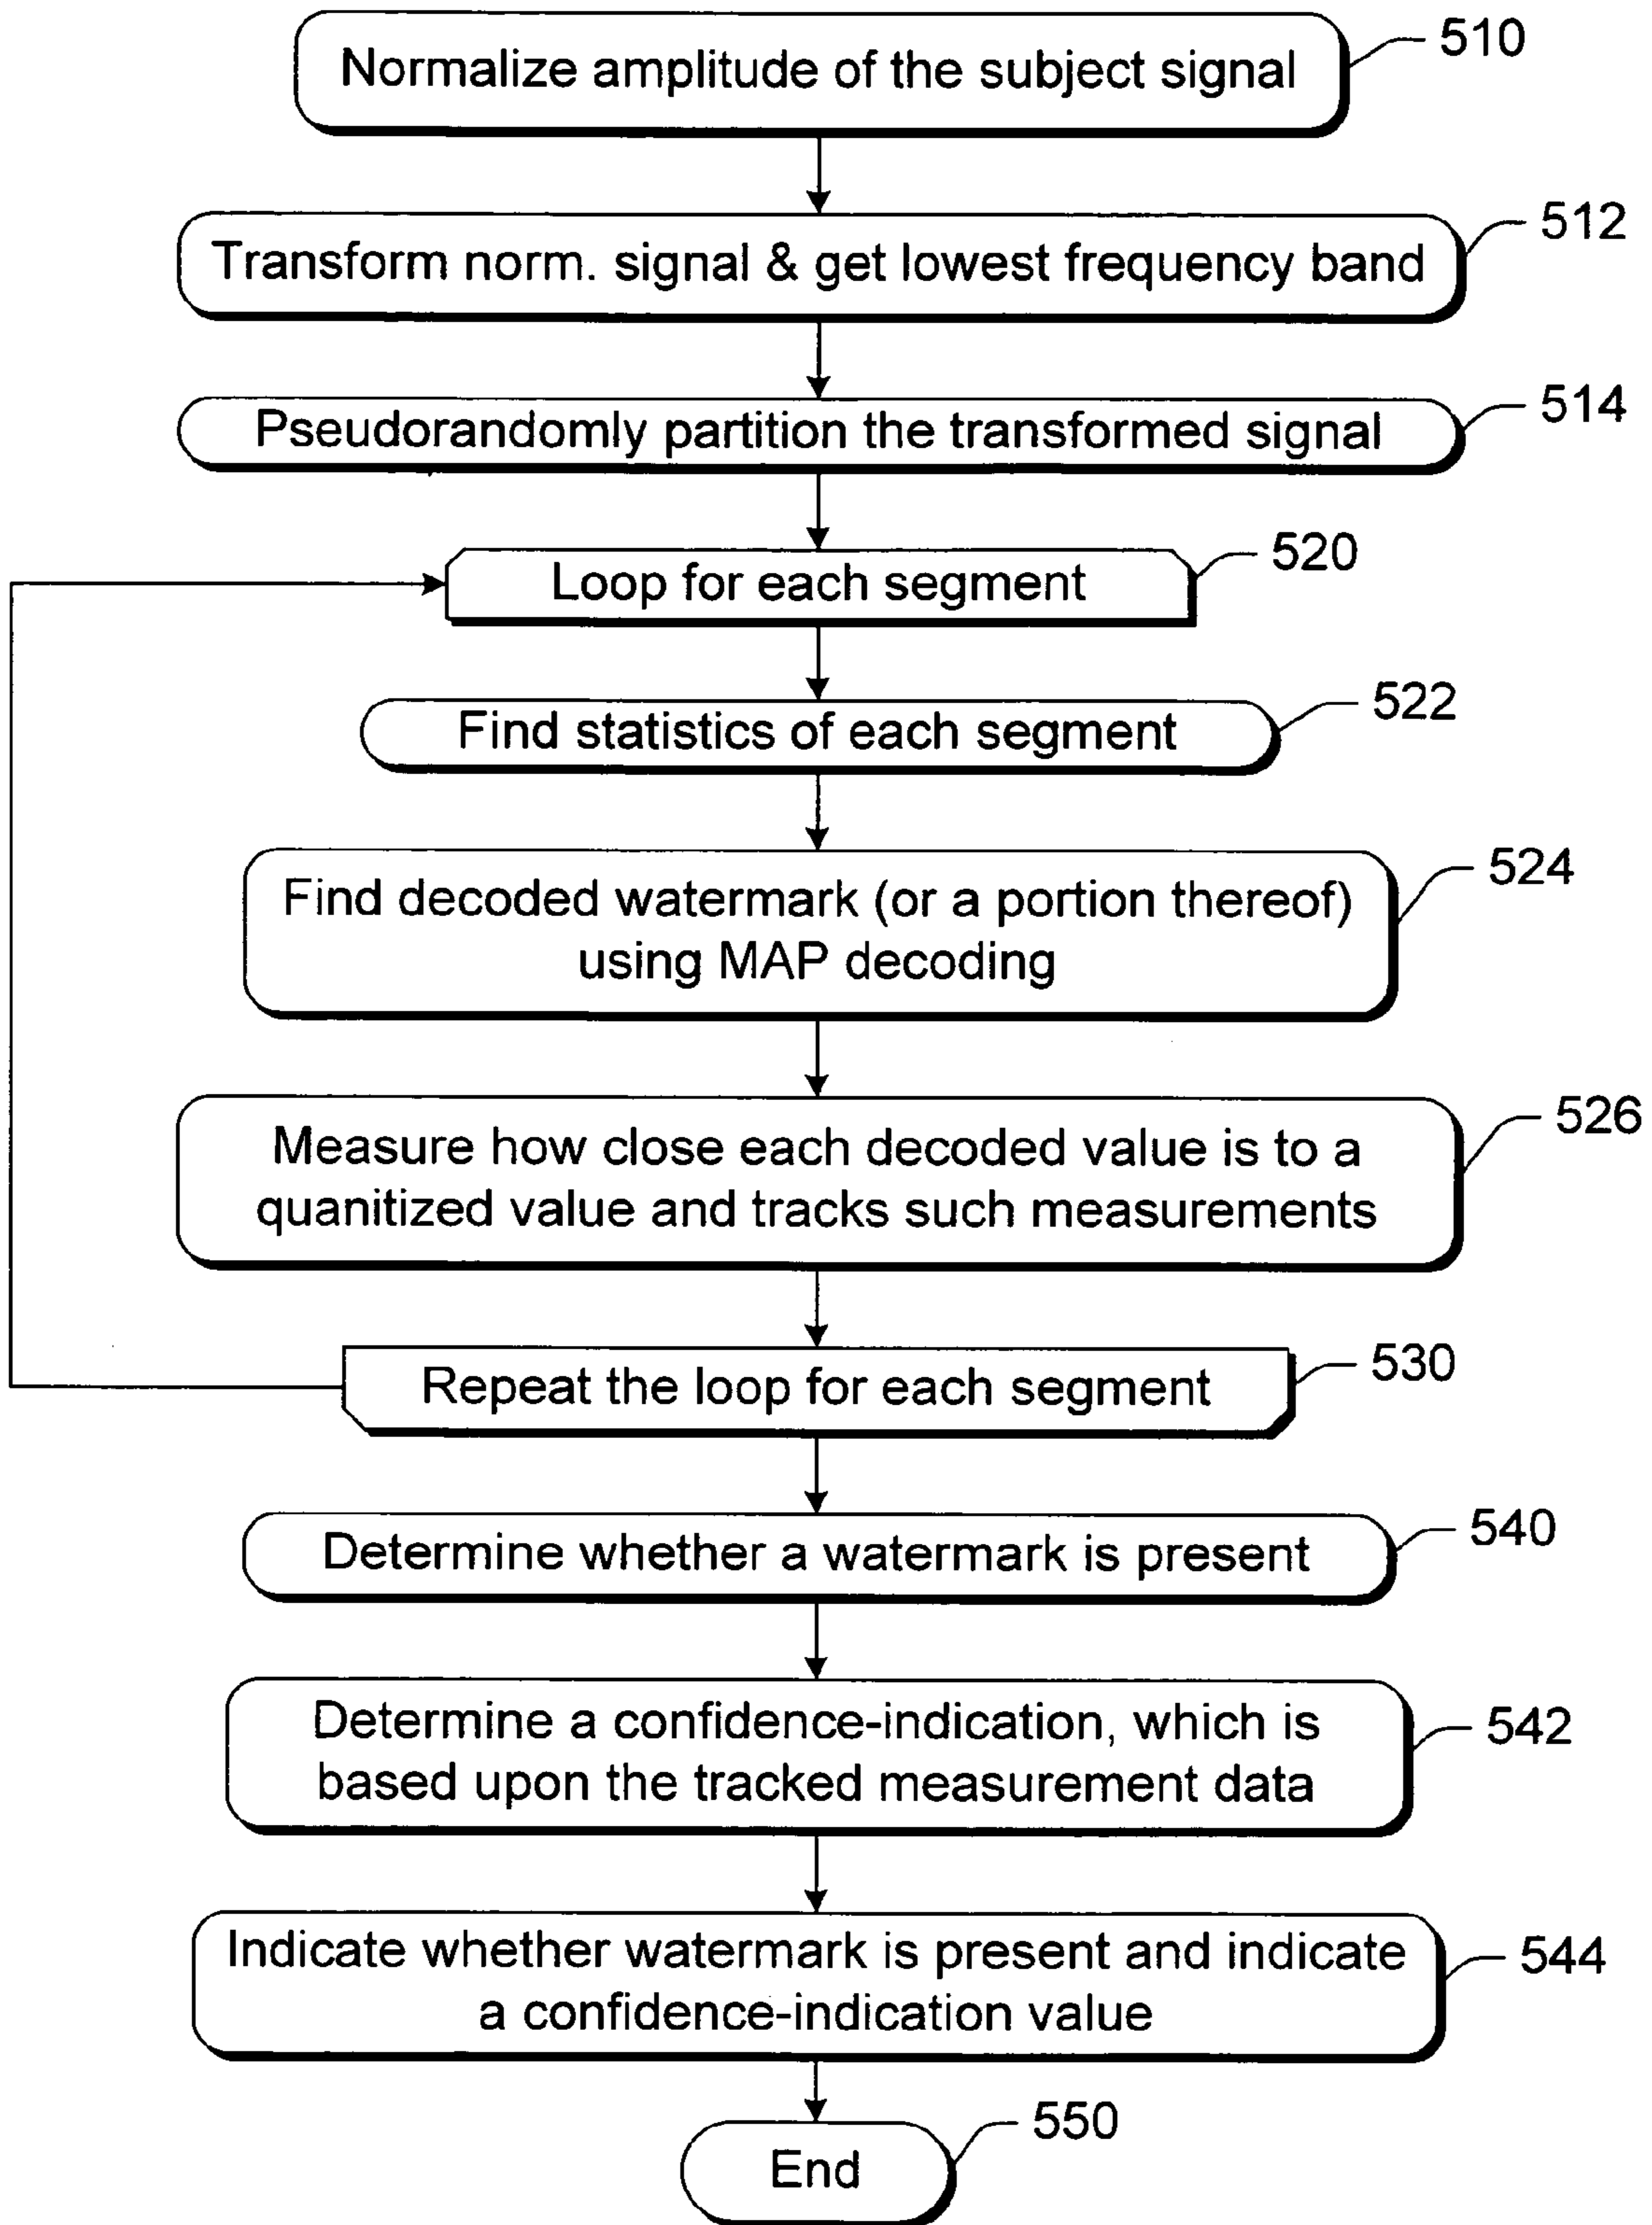 Normalize amplitude of the subject signal
510
Transform norm. signal & get lowest frequency band
512
Pseudorandomly partition the transformed signal
514
Loop for each segment
520
Find statistics of each segment
522
Find decoded watermark (or a portion thereof)
using MAP decoding
524
Measure how close each decoded value is to a
quanitized value and tracks such measurements
526
Repeat the loop for each segment
530
Determine whether a watermark is present
540
Determine a confidence-indication, which is
based upon the tracked measurement data
542
Indicate whether watermark is present and indicate
a confidence-indication value
544
End
550